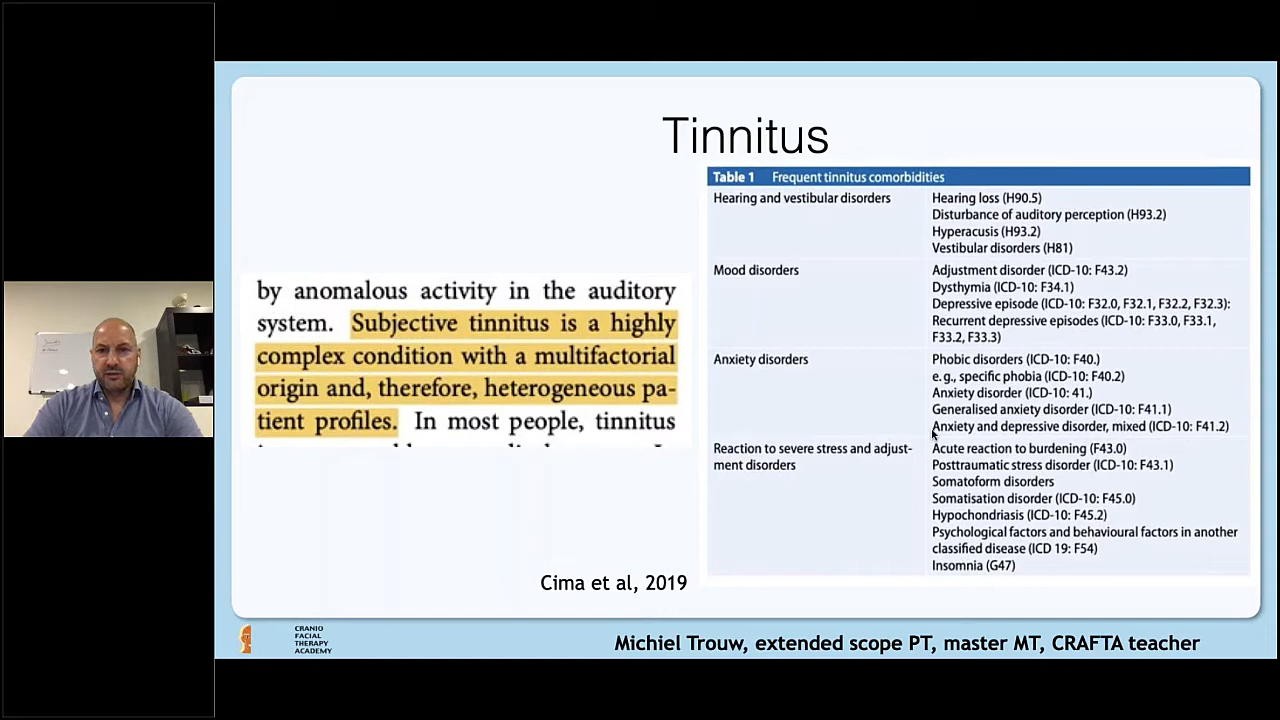 Tinnitus
by anomalous activity in the auditory
system. Subjective tinnitus is a highly
complex condition with a multifactorial
origin and, therefore, heterogeneous pa-
tient profiles. In most people, tinnitus
Cima et al, 2019
Table 1 Frequent tinnitus comorbidities
Hearing and vestibular disorders
Hearing loss (H90.5)
Disturbance of auditory perception (H93.2)
Hyperacusis (H93.2)
Vestibular disorders (H81)
Mood disorders
Adjustment disorder (ICD-10: F43.2)
Dysthymia (ICD-10: F34.1)
Depressive episode (ICD-10: F32.0, F32.1, F32.2, F32.3):
Recurrent depressive episodes (ICD-10: F33.0, F33.1,
F33.2, F33.3)
Anxiety disorders
Phobic disorders (ICD-10: F40.)
e.g., specific phobia (ICD-10: F40.2)
Anxiety disorder (ICD-10: 41.)
Generalised anxiety disorder (ICD-10: F41.1)
Anxiety and depressive disorder, mixed (ICD-10: F41.2)
Reaction to severe stress and adjust-
ment disorders
Acute reaction to burdening (F43.0)
Posttraumatic stress disorder (ICD-10: F43.1)
Somatoform disorders
Somatisation disorder (ICD-10: F45.0)
Hypochondriasis (ICD-10: F45.2)
Psychological factors and behavioural factors in another
classified disease (ICD 19: F54)
Insomnia (G47)
CRANIO
FACIAL
THERAPY
ACADEMY
Michiel Trouw, extended scope PT, master MT, CRAFTA teacher